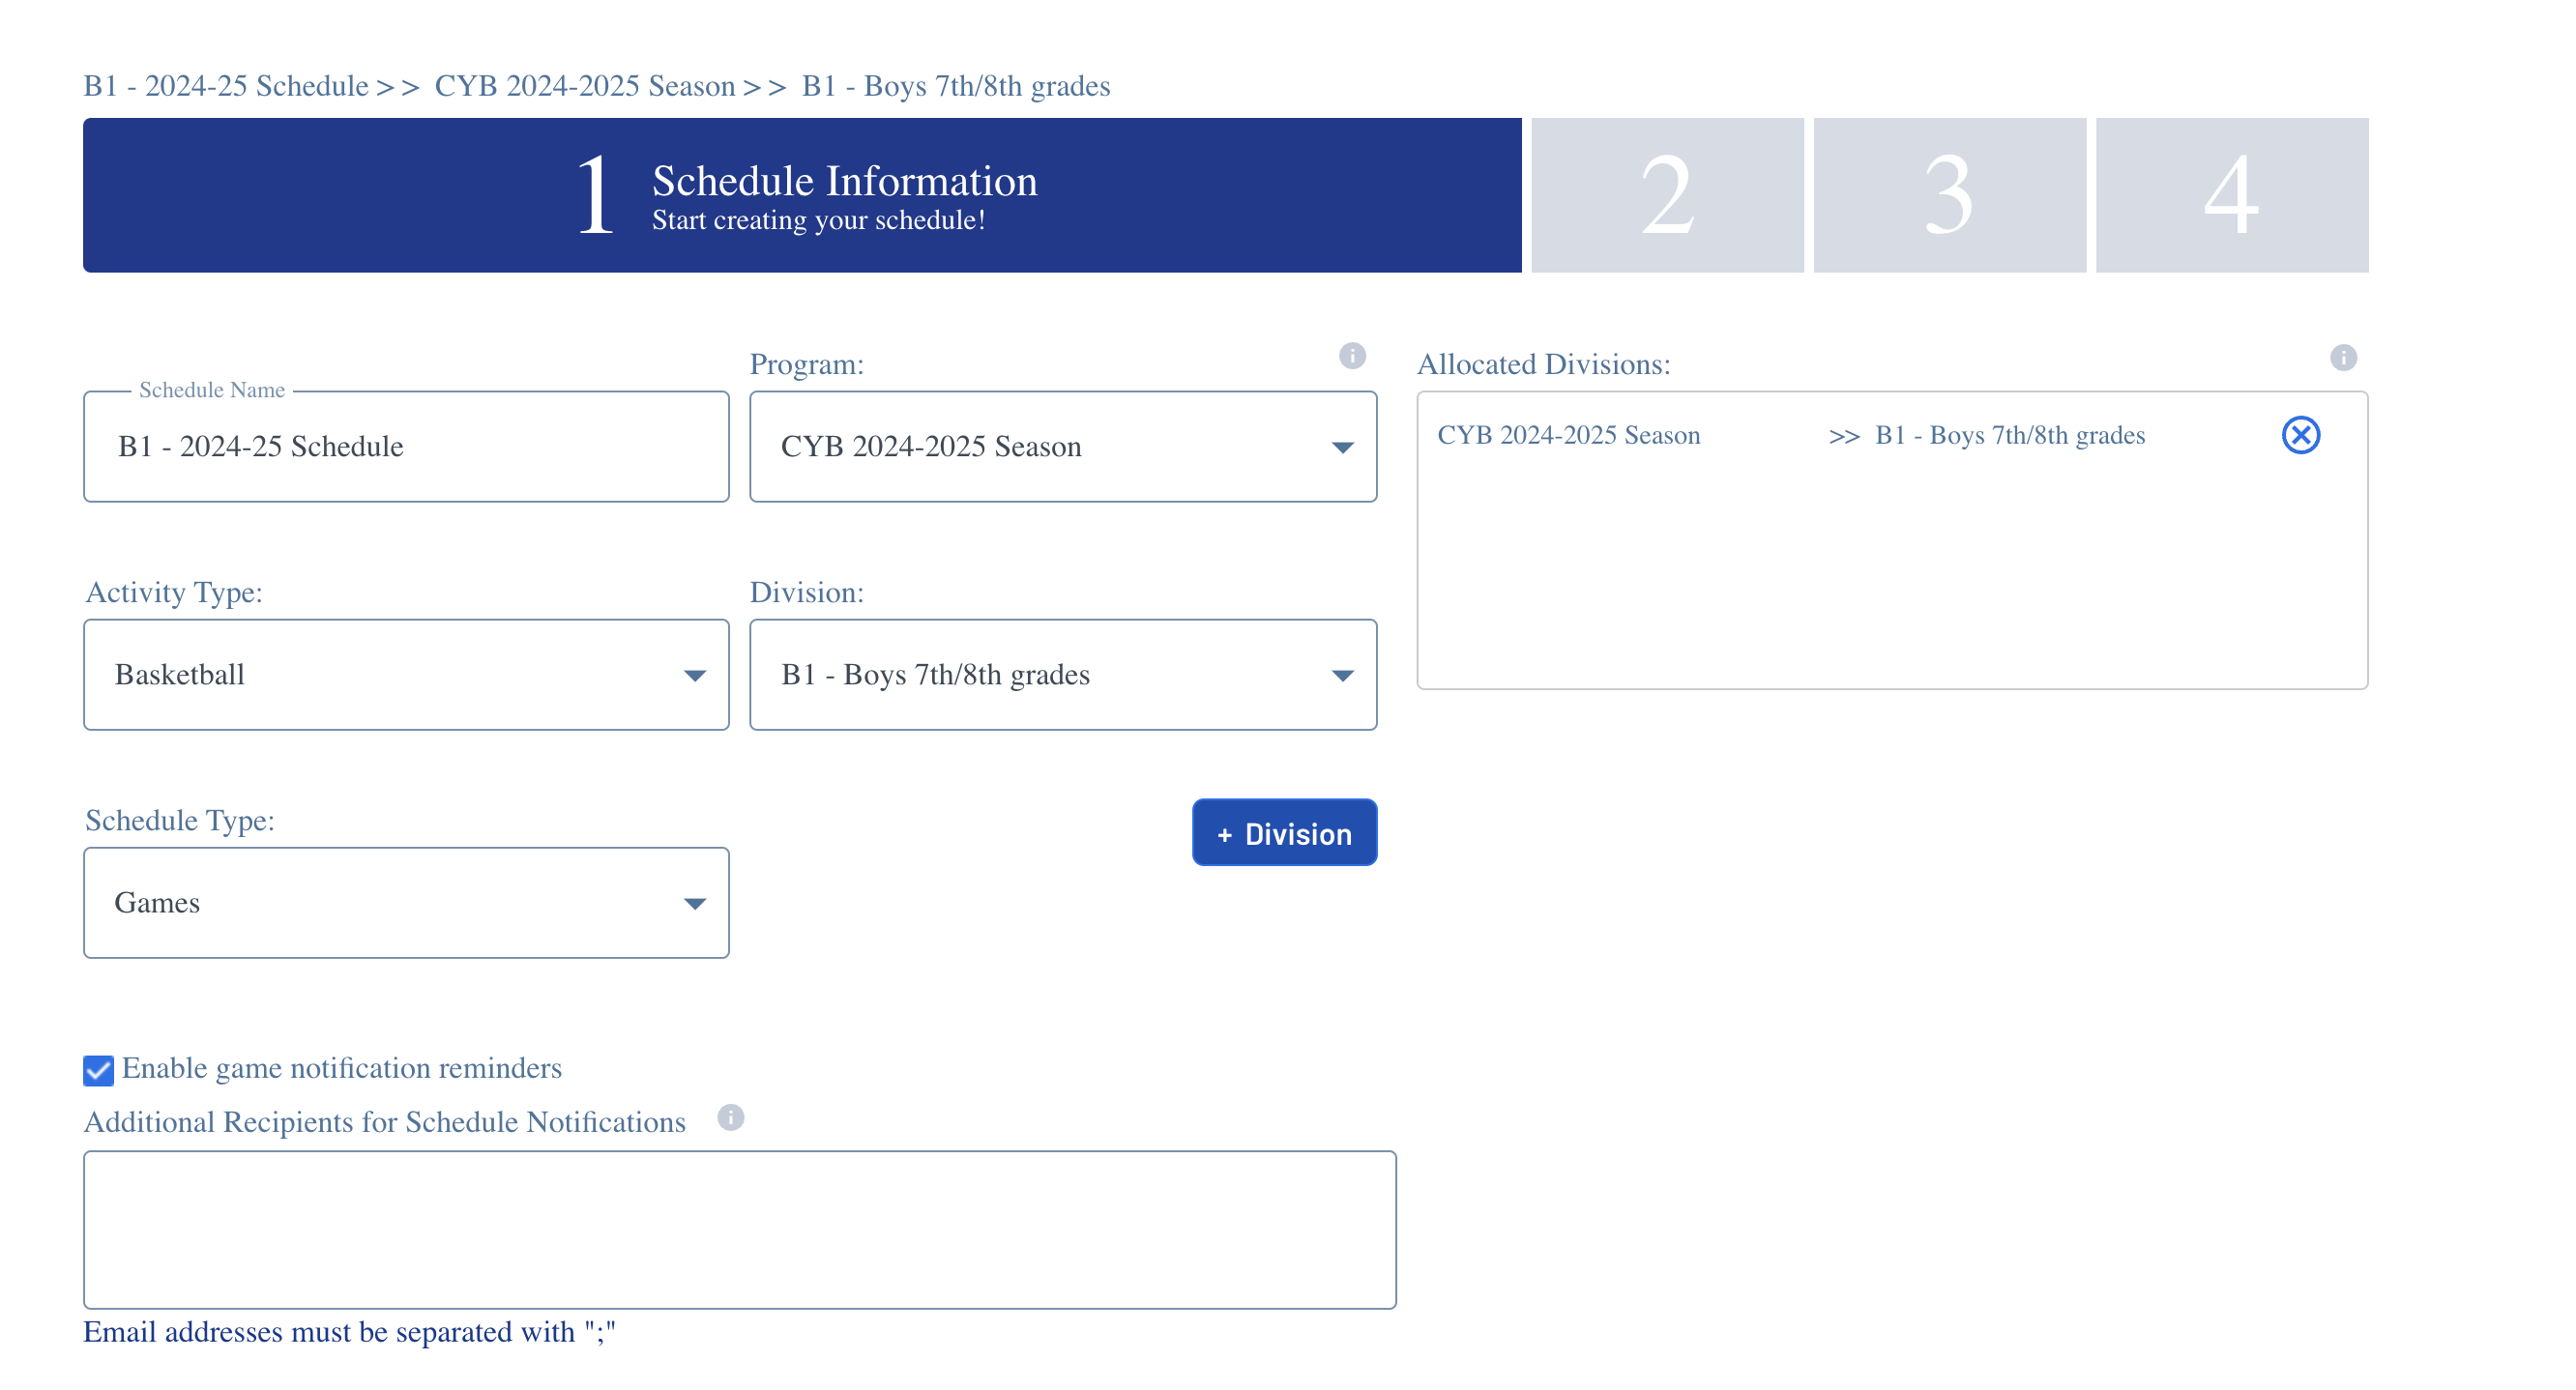 B1 - 2024-25 Schedule >> CYB 2024-2025 Season >> B1 - Boys 7th/8th grades
1
Schedule Information
Start creating your schedule!
2
3
4
Schedule Name
B1 - 2024-25 Schedule
Program:
CYB 2024-2025 Season
Allocated Divisions:
CYB 2024-2025 Season >> B1 - Boys 7th/8th grades
Activity Type:
Basketball
Division:
B1 - Boys 7th/8th grades
Schedule Type:
Games
+ Division
Enable game notification reminders
Additional Recipients for Schedule Notifications
Email addresses must be separated with ";"